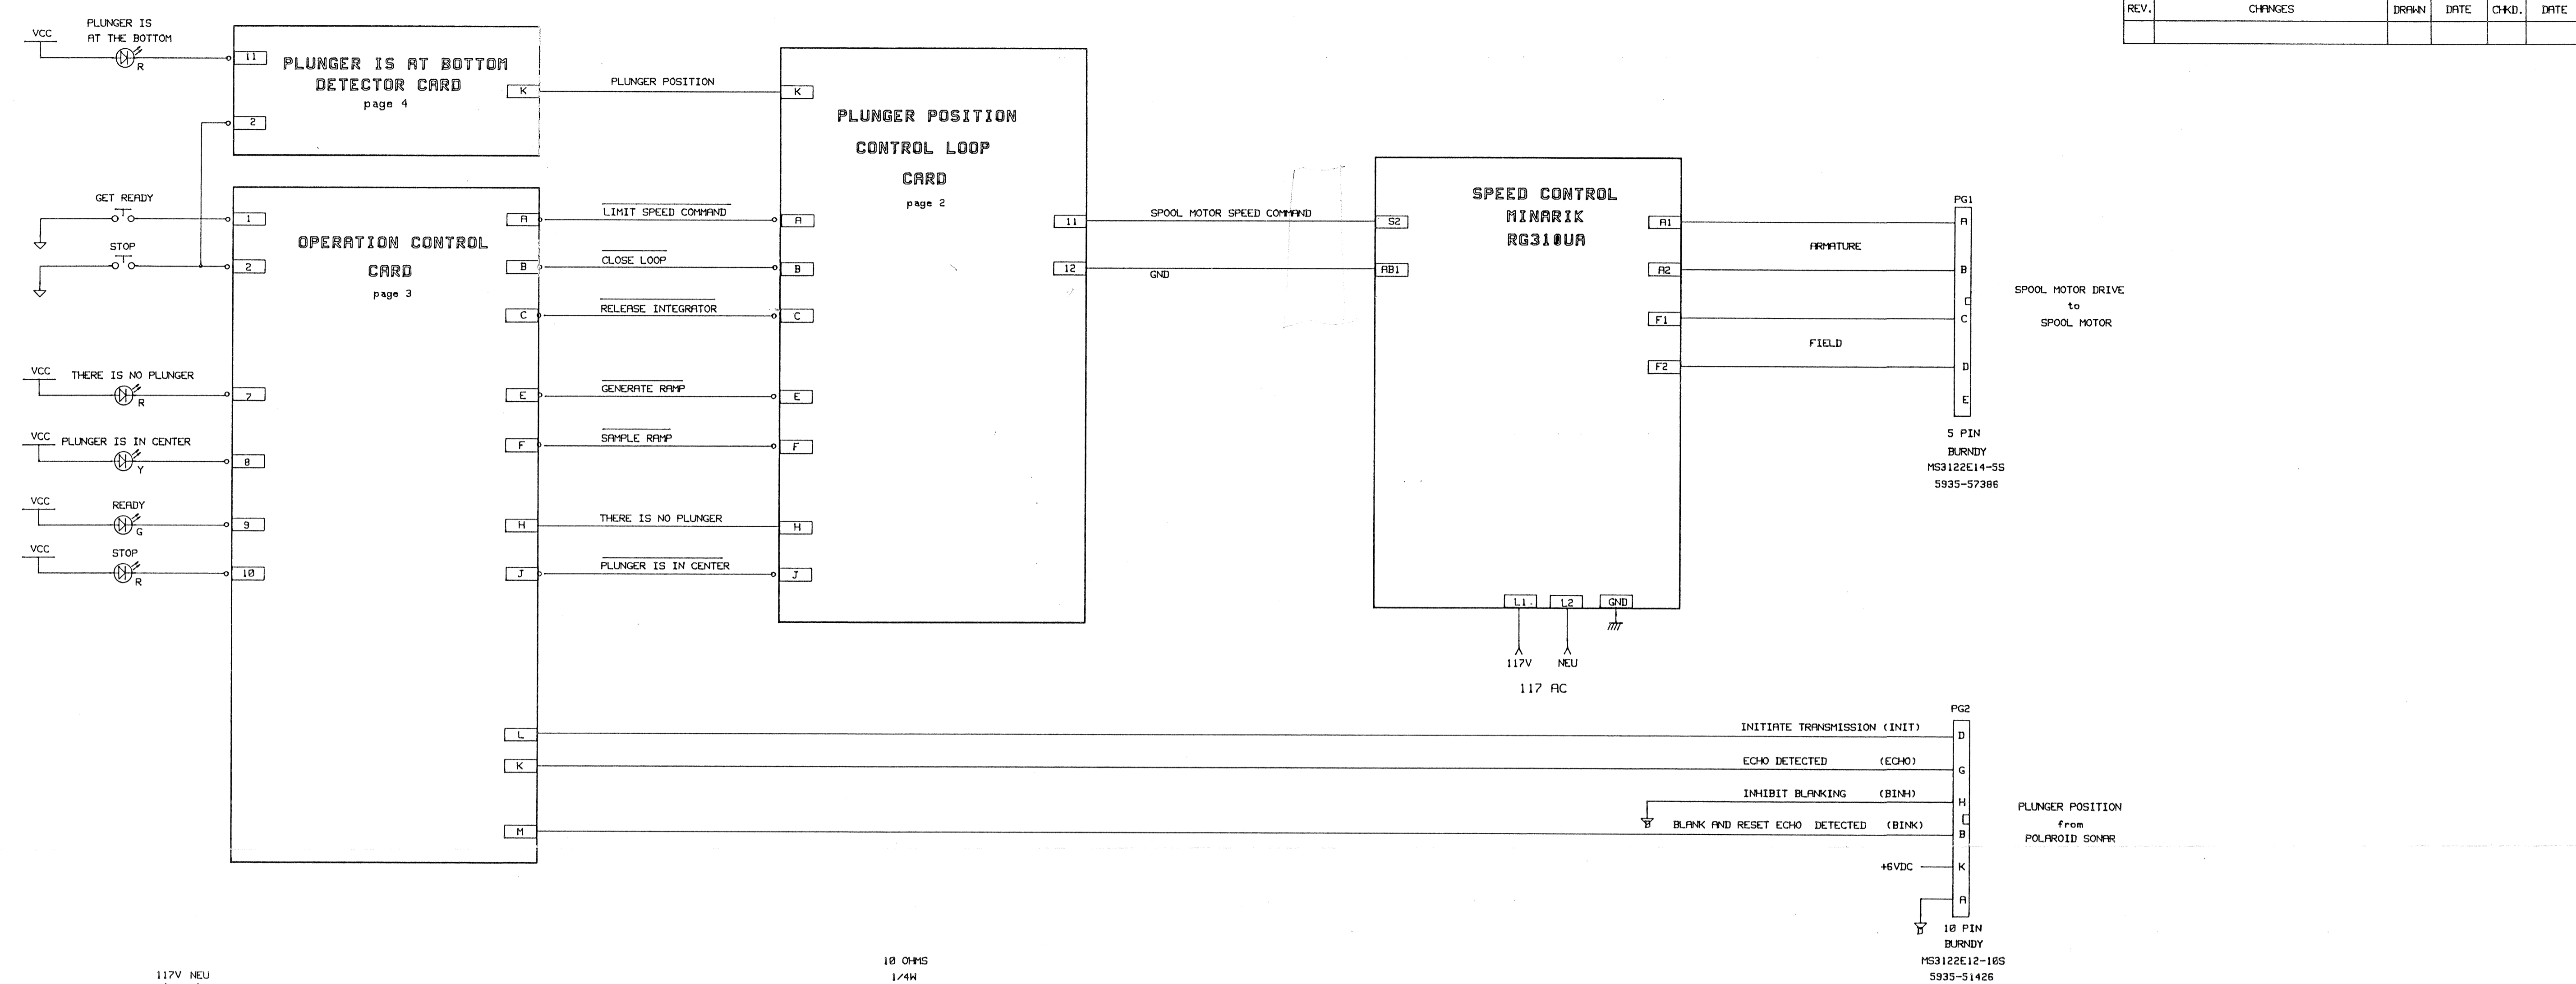 REV. CHANGES DRAWN DATE CHKD. DATE
PLUNGER IS
AT THE BOTTOM
VCC
R
11
2
PLUNGER IS AT BOTTOM
DETECTOR CARD
page 4
K
PLUNGER POSITION
K
PLUNGER POSITION
CONTROL LOOP
CARD
page 2
GET READY
1
STOP
2
OPERATION CONTROL
CARD
page 3
A
LIMIT SPEED COMMAND
A
B
CLOSE LOOP
B
C
RELEASE INTEGRATOR
C
VCC
THERE IS NO PLUNGER
R
7
E
GENERATE RAMP
E
F
SAMPLE RAMP
F
VCC
PLUNGER IS IN CENTER
Y
8
VCC
READY
G
9
H
THERE IS NO PLUNGER
H
VCC
STOP
R
10
J
PLUNGER IS IN CENTER
J
11
SPOOL MOTOR SPEED COMMAND
S2
12
GND
AB1
SPEED CONTROL
MINARIK
RG310UA
A1
A2
F1
F2
ARMATURE
FIELD
PG1
A
B
C
D
E
SPOOL MOTOR DRIVE
to
SPOOL MOTOR
5 PIN
BURNDY
MS3122E14-5S
5935-57386
L1
L2
GND
117V
NEU
117 AC
L
K
M
PG2
INITIATE TRANSMISSION (INIT)
D
ECHO DETECTED (ECHO)
G
INHIBIT BLANKING (BINH)
H
BLANK AND RESET ECHO DETECTED (BINK)
B
+6VDC
K
A
PLUNGER POSITION
from
POLAROID SONAR
10 PIN
BURNDY
MS3122E12-10S
5935-51426
117V NEU
10 OHMS
1/4W